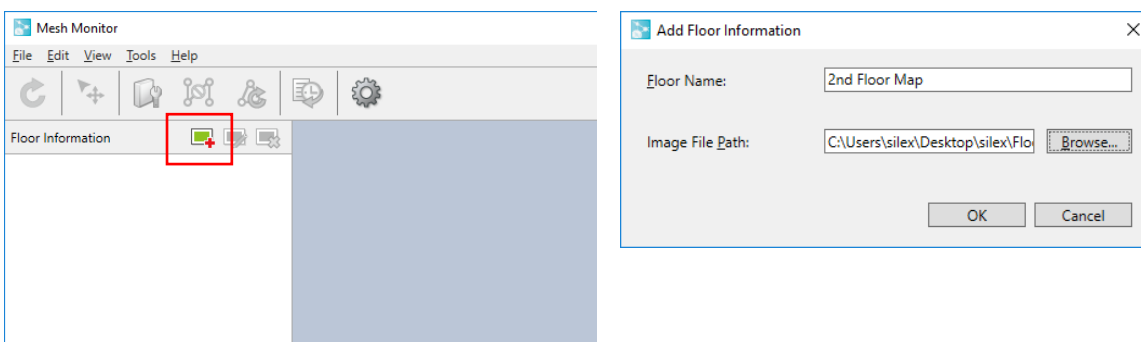 Mesh Monitor
File Edit View Tools Help
Floor Information
Add Floor Information
Floor Name: 2nd Floor Map
Image File Path: C:\Users\silex\Desktop\silex\Flo Browse...
OK Cancel